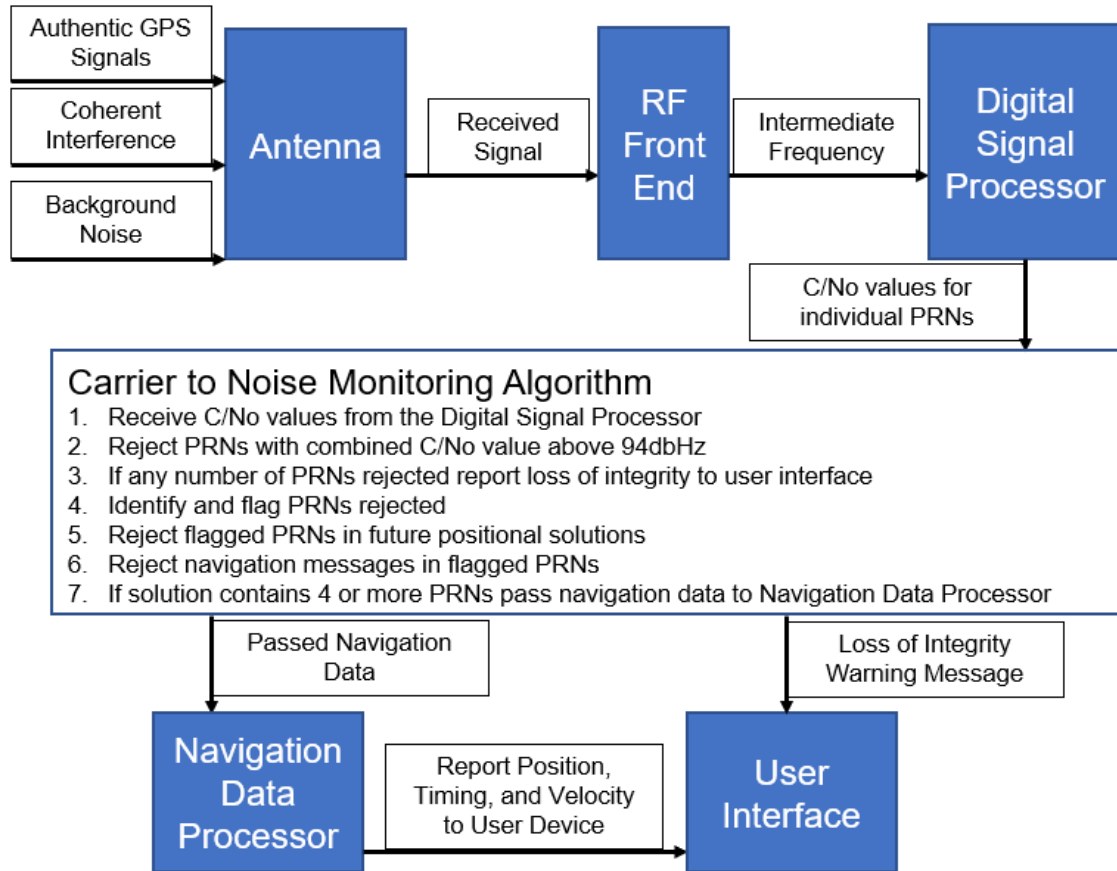 Authentic GPS
Signals
Coherent
Interference
Background
Noise
Antenna
Received
Signal
RF
Front
End
Intermediate
Frequency
Digital
Signal
Processor
C/No values for
individual PRNs
Carrier to Noise Monitoring Algorithm
1. Receive C/No values from the Digital Signal Processor
2. Reject PRNs with combined C/No value above 94dbHz
3. If any number of PRNs rejected report loss of integrity to user interface
4. Identify and flag PRNs rejected
5. Reject flagged PRNs in future positional solutions
6. Reject navigation messages in flagged PRNs
7. If solution contains 4 or more PRNs pass navigation data to Navigation Data Processor
Passed Navigation
Data
Loss of Integrity
Warning Message
Navigation
Data
Processor
Report Position,
Timing, and Velocity
to User Device
User
Interface